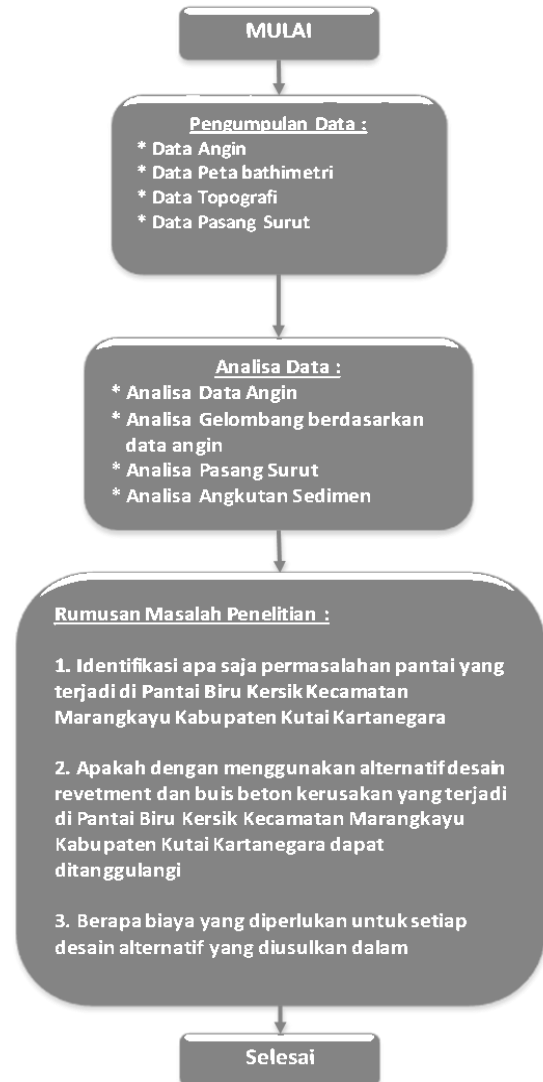 MULAI
Pengumpulan Data :
* Data Angin
* Data Peta bathimetri
* Data Topografi
* Data Pasang Surut
Analisa Data :
* Analisa Data Angin
* Analisa Gelombang berdasarkan
data angin
* Analisa Pasang Surut
* Analisa Angkutan Sedimen
Rumusan Masalah Penelitian :
1. Identifikasi apa saja permasalahan pantai yang
terjadi di Pantai Biru Kersik Kecamatan
Marangkayu Kabupaten Kutai Kartanegara
2. Apakah dengan menggunakan alternatif desain
revetment dan buis beton kerusakan yang terjadi
di Pantai Biru Kersik Kecamatan Marangkayu
Kabupaten Kutai Kartanegara dapat
ditanggulangi
3. Berapa biaya yang diperlukan untuk setiap
desain alternatif yang diusulkan dalam
Selesai